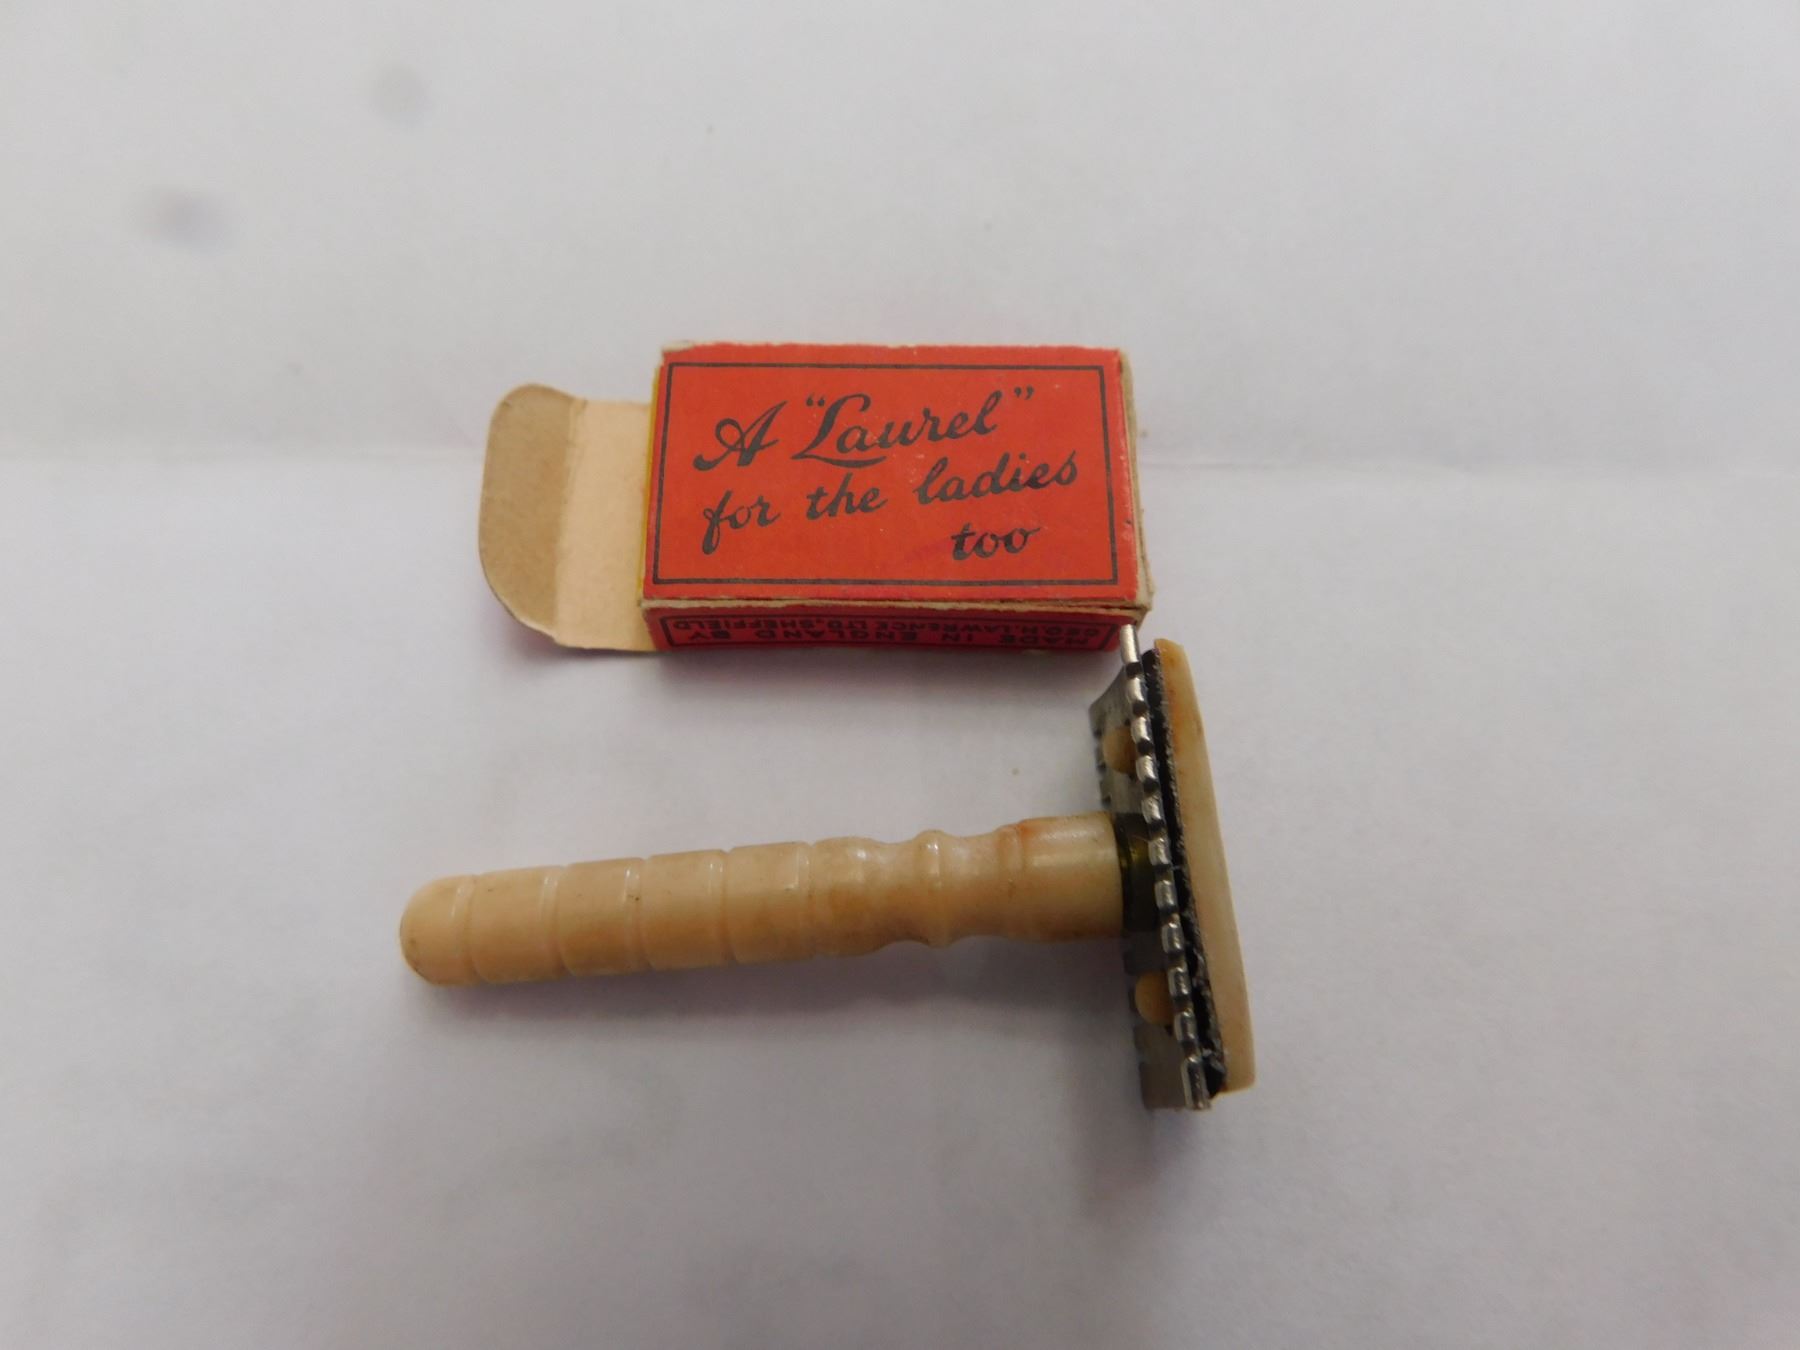 A "Laurel"
for the ladies
too
MADE IN ENGLAND BY
GEO.H.LAWRENCE LTD, SHEFFIELD